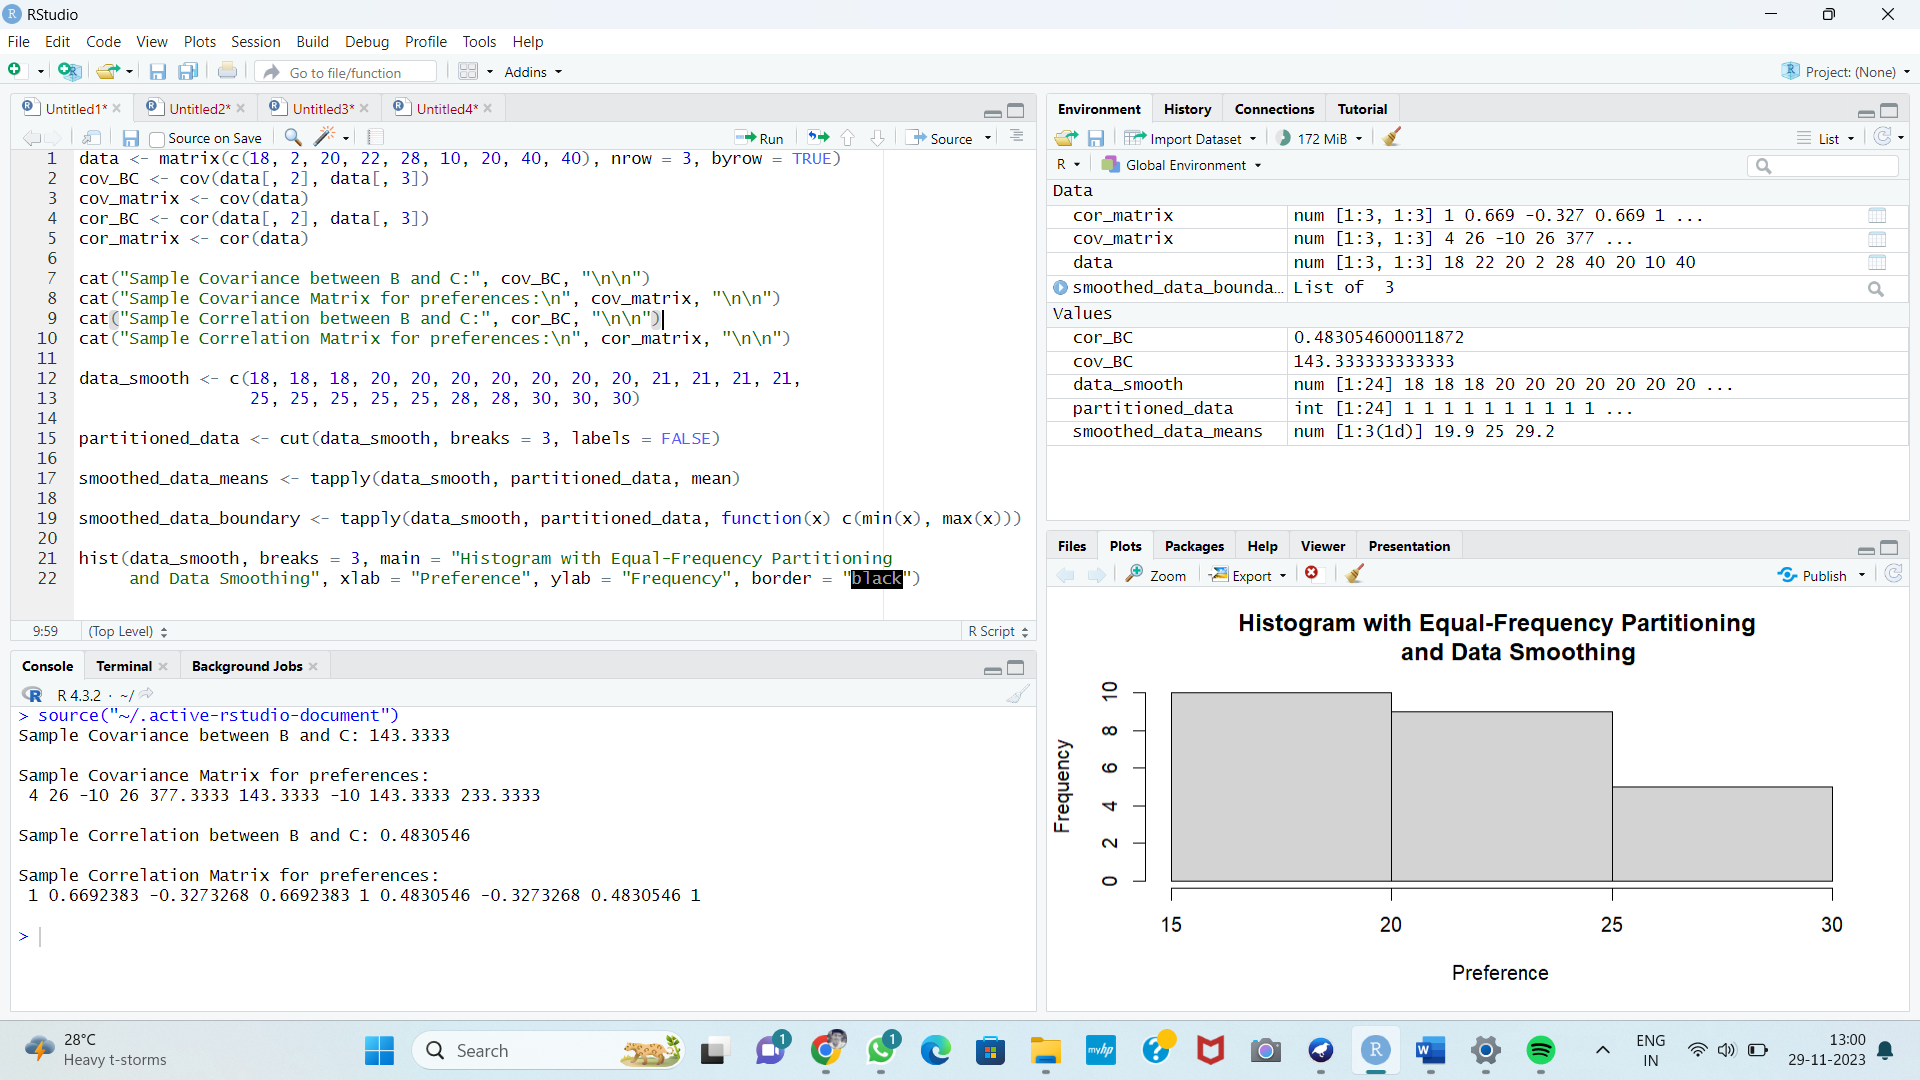 RStudio
File Edit Code View Plots Session Build Debug Profile Tools Help
Go to file/function Addins Project: (None)
Untitled1* Untitled2* Untitled3* Untitled4*
Source on Save Run Source
1 data <- matrix(c(18, 2, 20, 22, 28, 10, 20, 40, 40), nrow = 3, byrow = TRUE)
2 cov_BC <- cov(data[, 2], data[, 3])
3 cov_matrix <- cov(data)
4 cor_BC <- cor(data[, 2], data[, 3])
5 cor_matrix <- cor(data)
6
7 cat("Sample Covariance between B and C:", cov_BC, "\n\n")
8 cat("Sample Covariance Matrix for preferences:\n", cov_matrix, "\n\n")
9 cat("Sample Correlation between B and C:", cor_BC, "\n\n")
10 cat("Sample Correlation Matrix for preferences:\n", cor_matrix, "\n\n")
11
12 data_smooth <- c(18, 18, 18, 20, 20, 20, 20, 20, 20, 20, 21, 21, 21, 21,
13 25, 25, 25, 25, 25, 28, 28, 30, 30, 30)
14
15 partitioned_data <- cut(data_smooth, breaks = 3, labels = FALSE)
16
17 smoothed_data_means <- tapply(data_smooth, partitioned_data, mean)
18
19 smoothed_data_boundary <- tapply(data_smooth, partitioned_data, function(x) c(min(x), max(x)))
20
21 hist(data_smooth, breaks = 3, main = "Histogram with Equal-Frequency Partitioning
22 and Data Smoothing", xlab = "Preference", ylab = "Frequency", border = "black")
9:59 (Top Level) R Script
Console Terminal Background Jobs
R 4.3.2 · ~/
> source("~/.active-rstudio-document")
Sample Covariance between B and C: 143.3333
Sample Covariance Matrix for preferences:
4 26 -10 26 377.3333 143.3333 -10 143.3333 233.3333
Sample Correlation between B and C: 0.4830546
Sample Correlation Matrix for preferences:
1 0.6692383 -0.3273268 0.6692383 1 0.4830546 -0.3273268 0.4830546 1
>
Environment History Connections Tutorial
Import Dataset 172 MiB List
R Global Environment
Data
cor_matrix num [1:3, 1:3] 1 0.669 -0.327 0.669 1 ...
cov_matrix num [1:3, 1:3] 4 26 -10 26 377 ...
data num [1:3, 1:3] 18 22 20 2 28 40 20 10 40
smoothed_data_bounda... List of 3
Values
cor_BC 0.483054600011872
cov_BC 143.333333333333
data_smooth num [1:24] 18 18 18 20 20 20 20 20 20 20 ...
partitioned_data int [1:24] 1 1 1 1 1 1 1 1 1 1 ...
smoothed_data_means num [1:3(1d)] 19.9 25 29.2
Files Plots Packages Help Viewer Presentation
Zoom Export Publish
Histogram with Equal-Frequency Partitioning
and Data Smoothing
Frequency
10
8
6
4
2
0
15 20 25 30
Preference
28°C
Heavy t-storms
Search
1
1
myhp
ENG
IN
13:00
29-11-2023